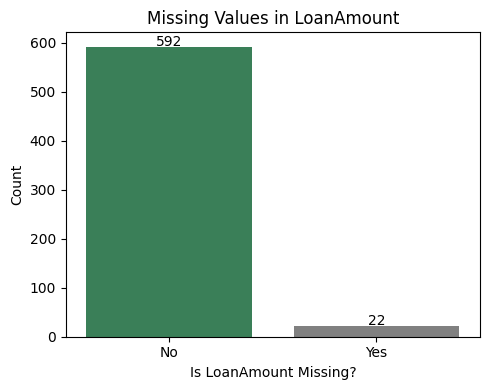 Missing Values in LoanAmount
600
500
400
300
200
100
0
Count
592
22
No
Yes
Is LoanAmount Missing?